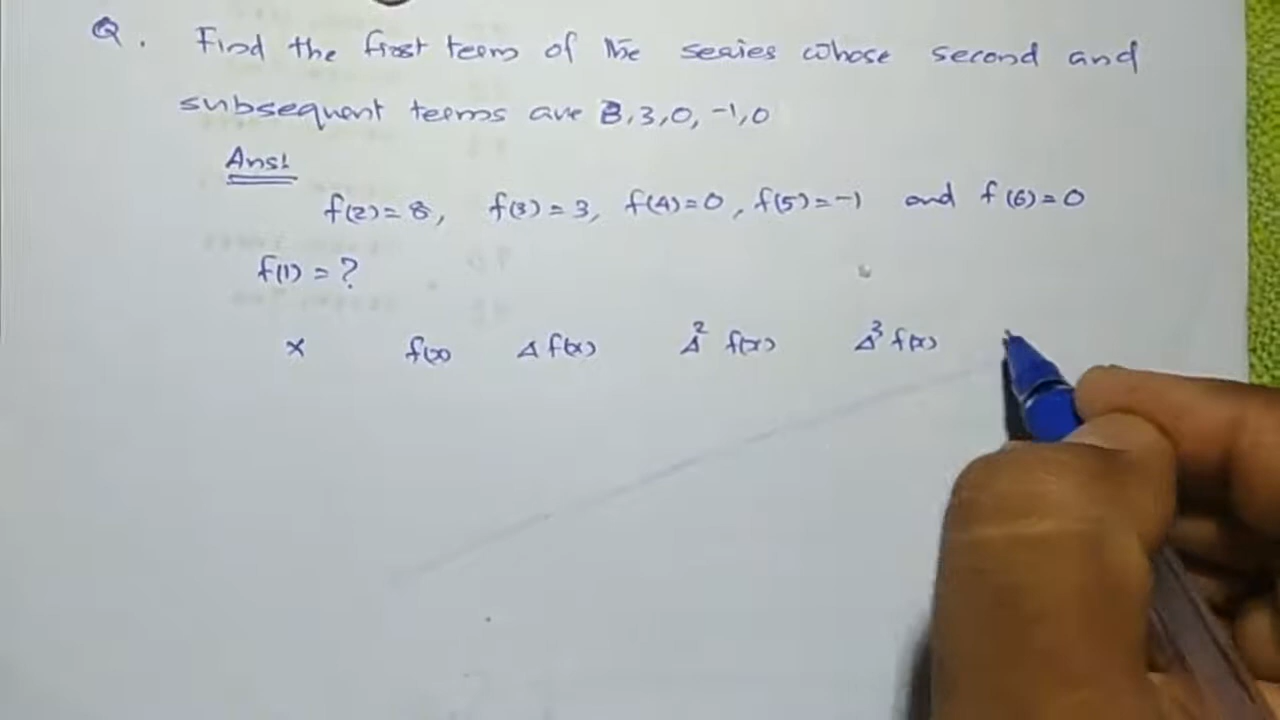 Q. Find the first term of the series whose second and
subsequent terms are 8, 3, 0, -1, 0
Ans!
f(2) = 8, f(3) = 3, f(4) = 0, f(5) = -1 and f(6) = 0
f(1) = ?
x f(x) Δ f(x) Δ² f(x) Δ³ f(x)